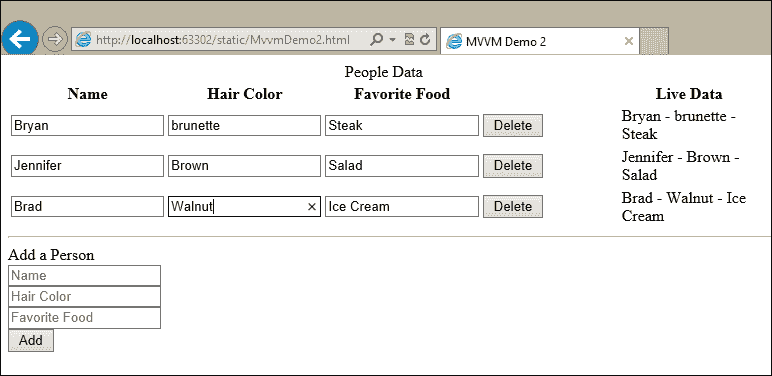 http://localhost:63302/static/MvvmDemo2.html
MVVM Demo 2
People Data
Name Hair Color Favorite Food Live Data
Bryan brunette Steak Delete Bryan - brunette -
Steak
Jennifer Brown Salad Delete Jennifer - Brown -
Salad
Brad Walnut Ice Cream Delete Brad - Walnut - Ice
Cream
Add a Person
Name
Hair Color
Favorite Food
Add